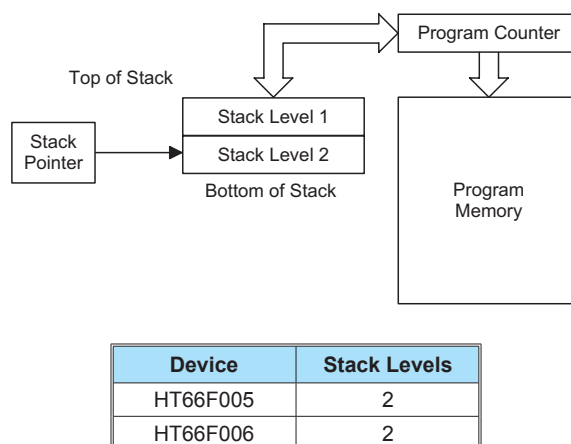 Program Counter
Top of Stack
Stack Level 1
Stack
Pointer
Stack Level 2
Bottom of Stack
Program
Memory
Device Stack Levels
HT66F005 2
HT66F006 2